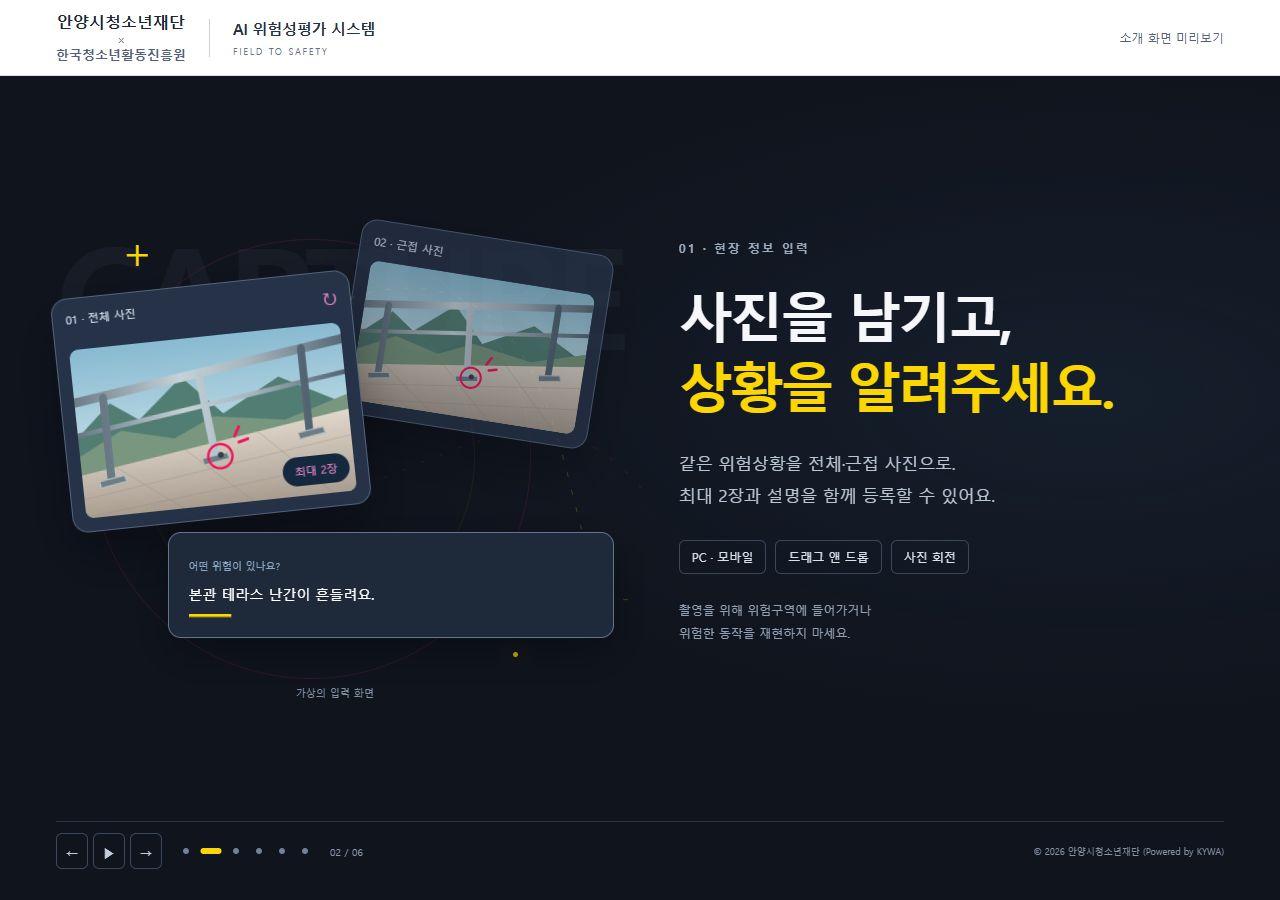 안양시청소년재단
×
한국청소년활동진흥원
AI 위험성평가 시스템
FIELD TO SAFETY
소개 화면 미리보기
CAPTURE
01 · 전체 사진
↻
02 · 근접 사진
최대 2장
어떤 위험이 있나요?
본관 테라스 난간이 흔들려요.
가상의 입력 화면
01 · 현장 정보 입력
사진을 남기고,
상황을 알려주세요.
같은 위험상황을 전체·근접 사진으로.
최대 2장과 설명을 함께 등록할 수 있어요.
PC · 모바일
드래그 앤 드롭
사진 회전
촬영을 위해 위험구역에 들어가거나
위험한 동작을 재현하지 마세요.
← ▶ →
02 / 06
© 2026 안양시청소년재단 (Powered by KYWA)